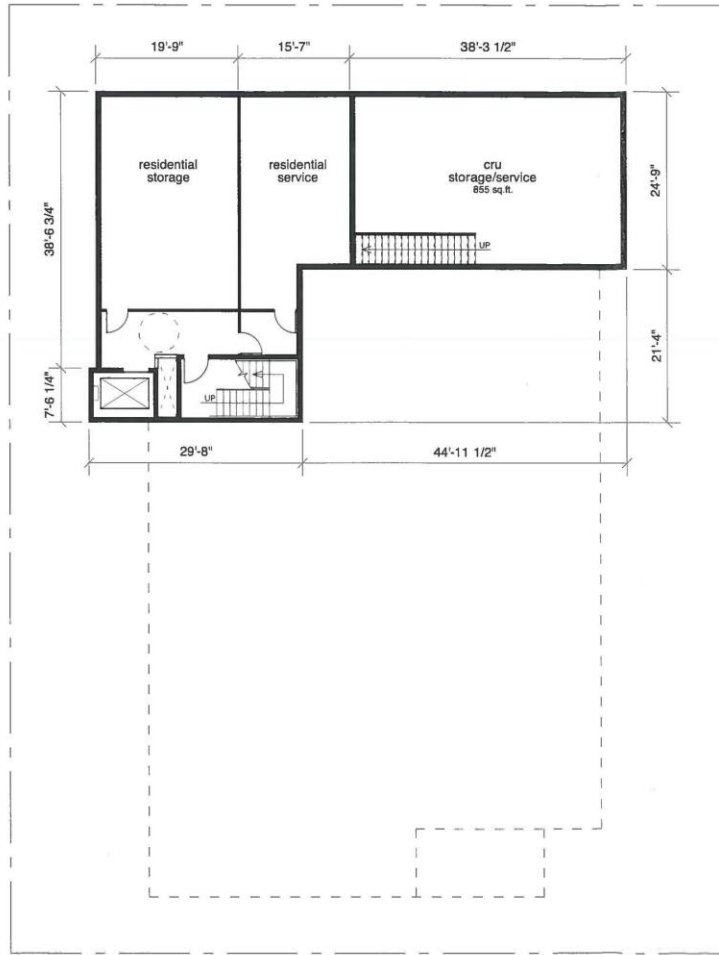 19'-9"
15'-7"
38'-3 1/2"
residential
storage
residential
service
cru
storage/service
855 sq.ft.
38'-6 3/4"
24'-9"
UP
21'-4"
7'-6 1/4"
UP
29'-8"
44'-11 1/2"